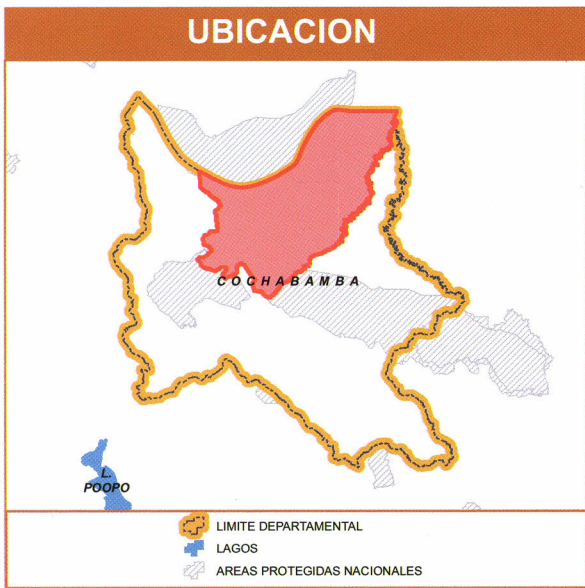 UBICACION
COCHABAMBA
L.
POOPO
LIMITE DEPARTAMENTAL
LAGOS
AREAS PROTEGIDAS NACIONALES